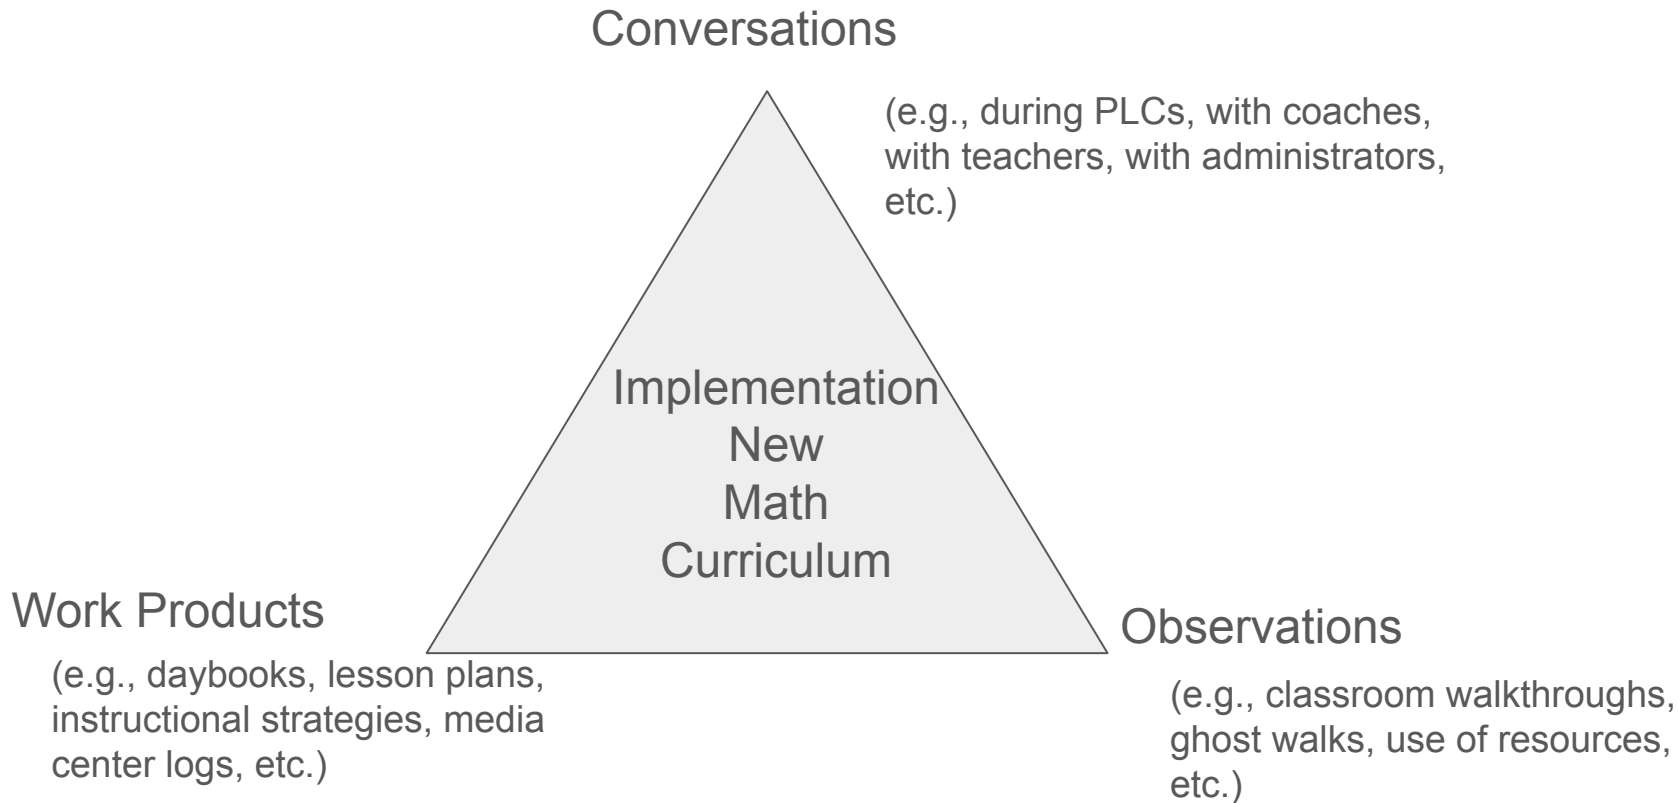 Conversations
(e.g., during PLCs, with coaches,
with teachers, with administrators,
etc.)
Implementation
New
Math
Curriculum
Work Products
(e.g., daybooks, lesson plans,
instructional strategies, media
center logs, etc.)
Observations
(e.g., classroom walkthroughs,
ghost walks, use of resources,
etc.)